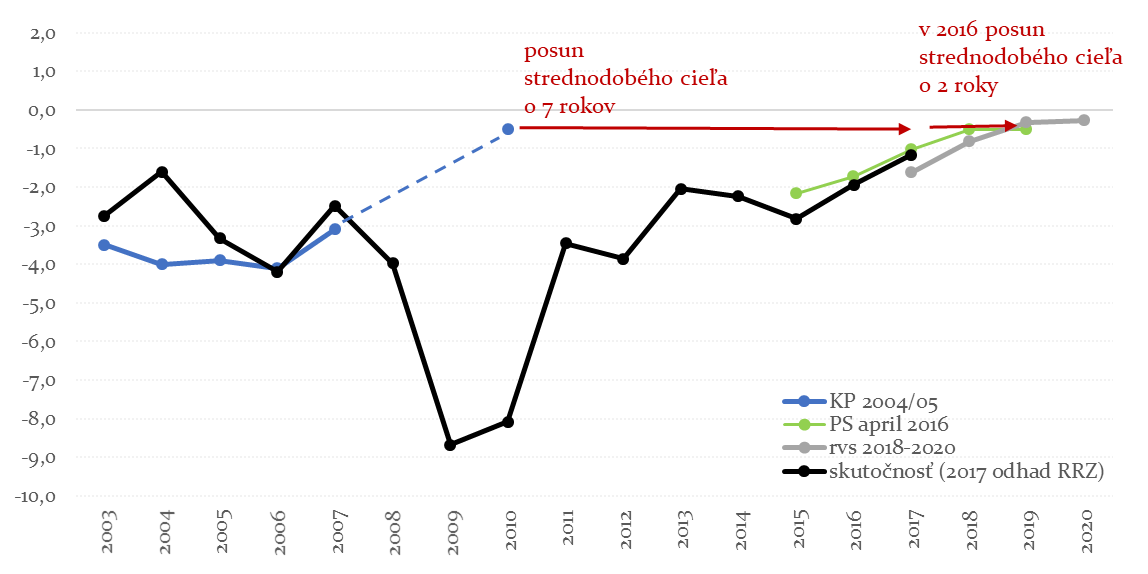 2,0
1,0
0,0
-1,0
-2,0
-3,0
-4,0
-5,0
-6,0
-7,0
-8,0
-9,0
-10,0
posun
strednodobého cieľa
o 7 rokov
v 2016 posun
strednodobého cieľa
o 2 roky
KP 2004/05
PS april 2016
rvs 2018-2020
skutočnosť (2017 odhad RRZ)
2003 2004 2005 2006 2007 2008 2009 2010 2011 2012 2013 2014 2015 2016 2017 2018 2019 2020